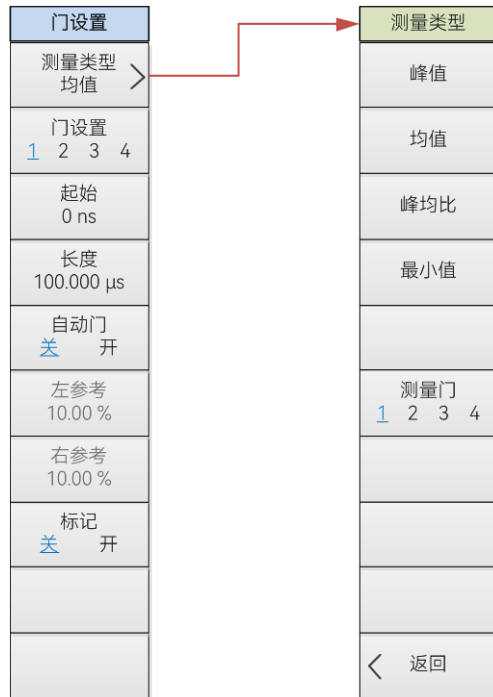 门设置
测量类型
均值
门设置
1 2 3 4
起始
0 ns
长度
100.000 μs
自动门
关 开
左参考
10.00 %
右参考
10.00 %
标记
关 开
测量类型
峰值
均值
峰均比
最小值
测量门
1 2 3 4
返回